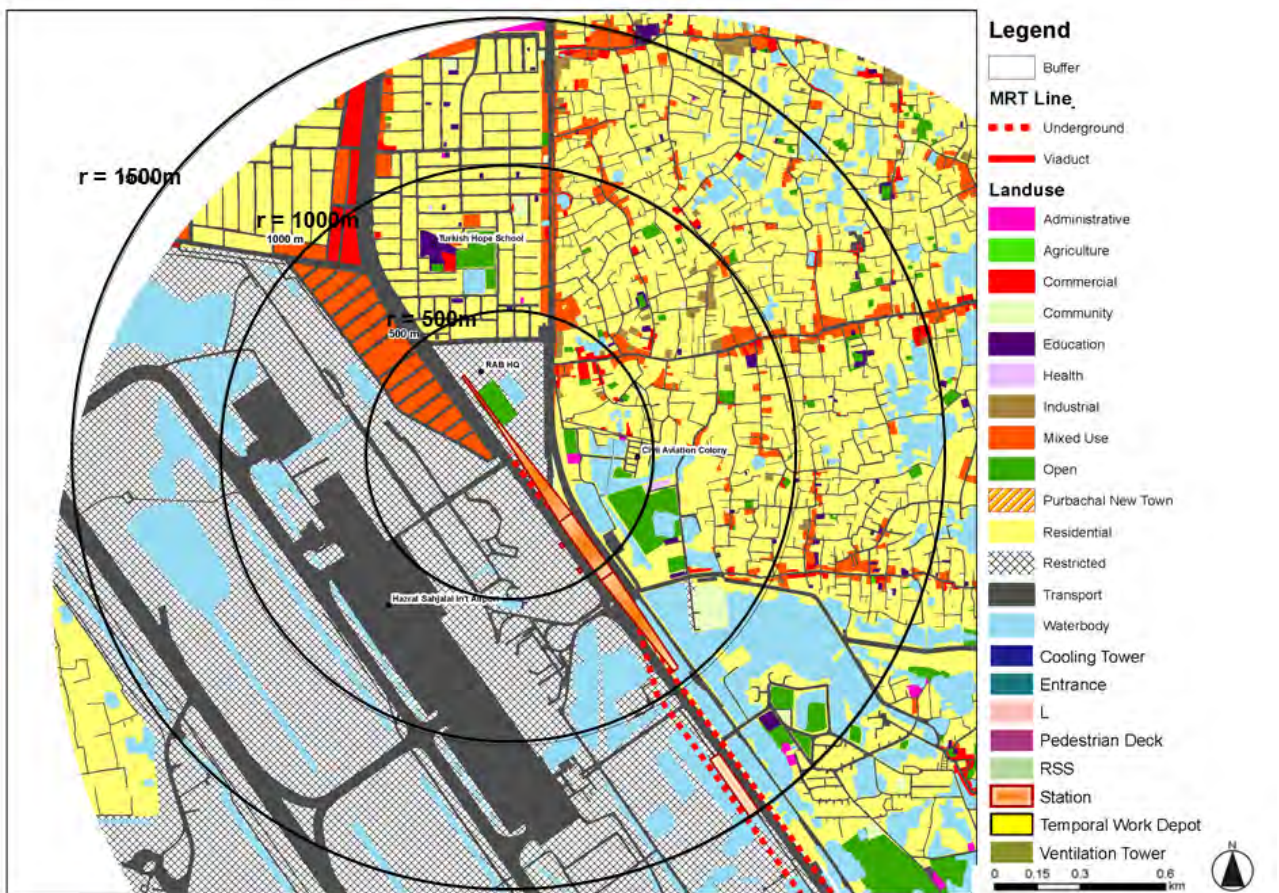 r = 1500m
r = 1000m
1000 m
Turkish Hope School
r = 500m
500 m
RAB HQ
Civil Aviation Colony
Hazrat Sahjalal In't Airport
Legend
Buffer
MRT Line
Underground
Viaduct
Landuse
Administrative
Agriculture
Commercial
Community
Education
Health
Industrial
Mixed Use
Open
Purbachal New Town
Residential
Restricted
Transport
Waterbody
Cooling Tower
Entrance
L
Pedestrian Deck
RSS
Station
Temporal Work Depot
Ventilation Tower
N
0 0.15 0.3 0.6
km